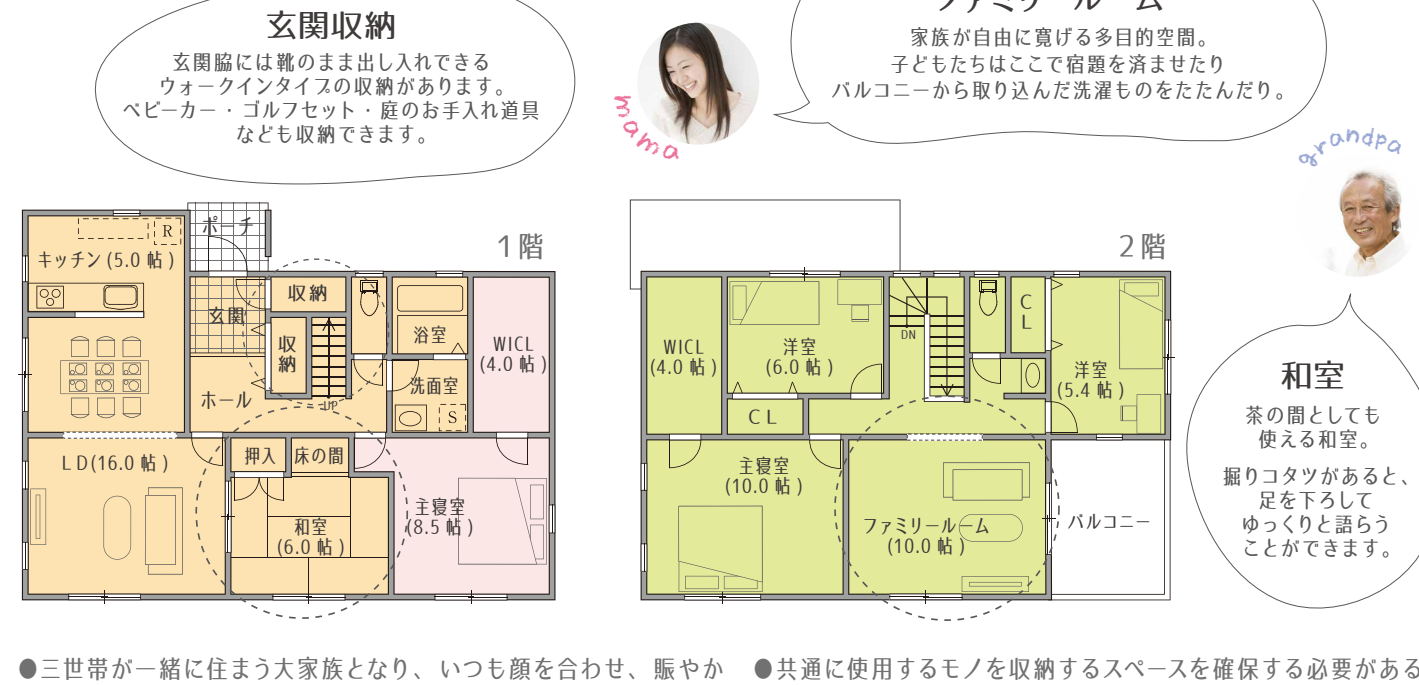 玄関収納
玄関脇には靴のまま出し入れできる
ウォークインタイプの収納があります。
ベビーカー・ゴルフセット・庭のお手入れ道具
なども収納できます。
mama
ファミリールーム
家族が自由に寛げる多目的空間。
子どもたちはここで宿題を済ませたり
バルコニーから取り込んだ洗濯ものをたたんだり。
grandpa
和室
茶の間としても
使える和室。
掘りコタツがあると、
足を下ろして
ゆっくりと語らう
ことができます。
1階
キッチン(5.0 帖)
R
ポーチ
玄関
収納
収納
浴室
WICL
(4.0 帖)
洗面室
S
ホール
UP
LD(16.0 帖)
押入
床の間
和室
(6.0 帖)
主寝室
(8.5 帖)
2階
WICL
(4.0 帖)
洋室
(6.0 帖)
DN
CL
洋室
(5.4 帖)
CL
主寝室
(10.0 帖)
ファミリールーム
(10.0 帖)
バルコニー
●三世帯が一緒に住まう大家族となり、いつも顔を合わせ、賑やか
●共通に使用するモノを収納するスペースを確保する必要がある